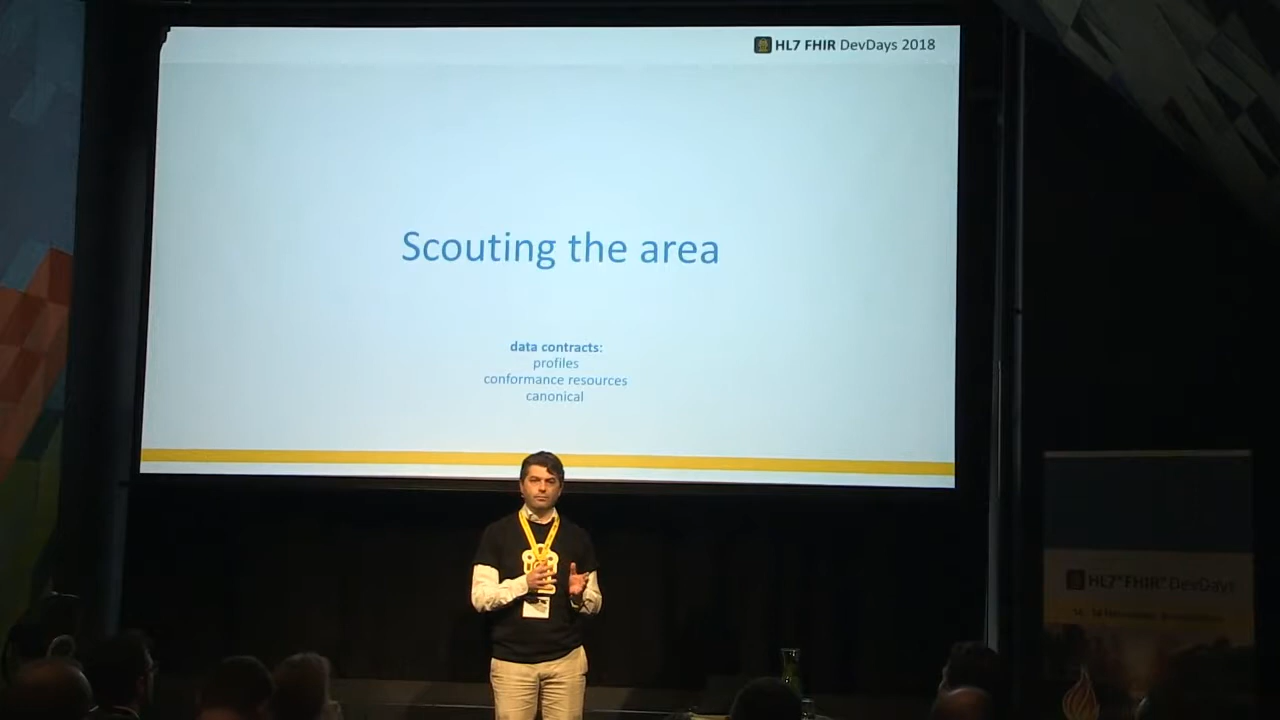 HL7 FHIR DevDays 2018
Scouting the area
data contracts:
profiles
conformance resources
canonical
HL7® FHIR® DevDays